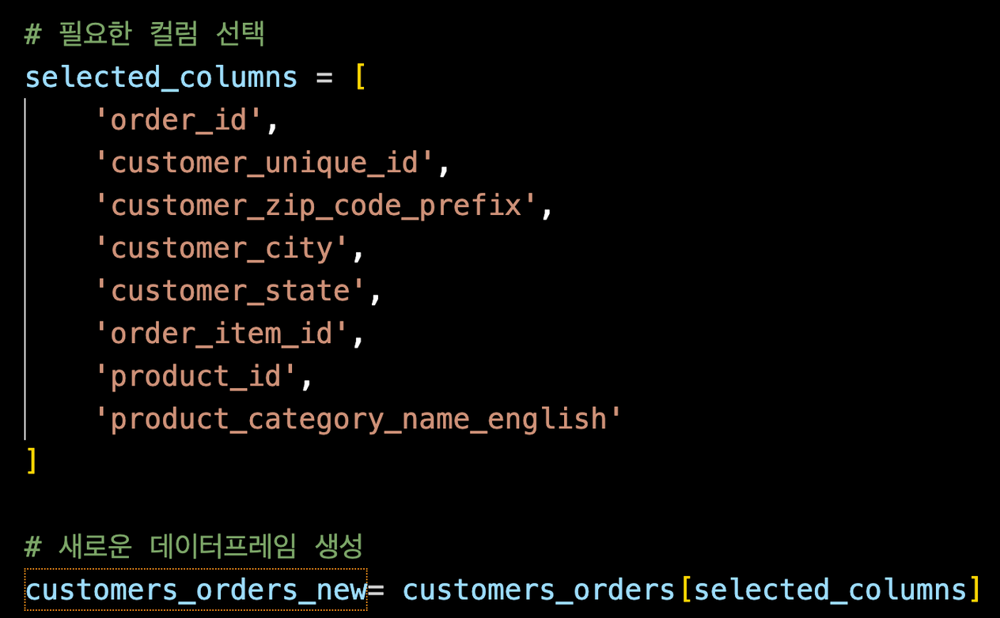 # 필요한 컬럼 선택
selected_columns = [
    'order_id',
    'customer_unique_id',
    'customer_zip_code_prefix',
    'customer_city',
    'customer_state',
    'order_item_id',
    'product_id',
    'product_category_name_english'
]
# 새로운 데이터프레임 생성
customers_orders_new= customers_orders[selected_columns]